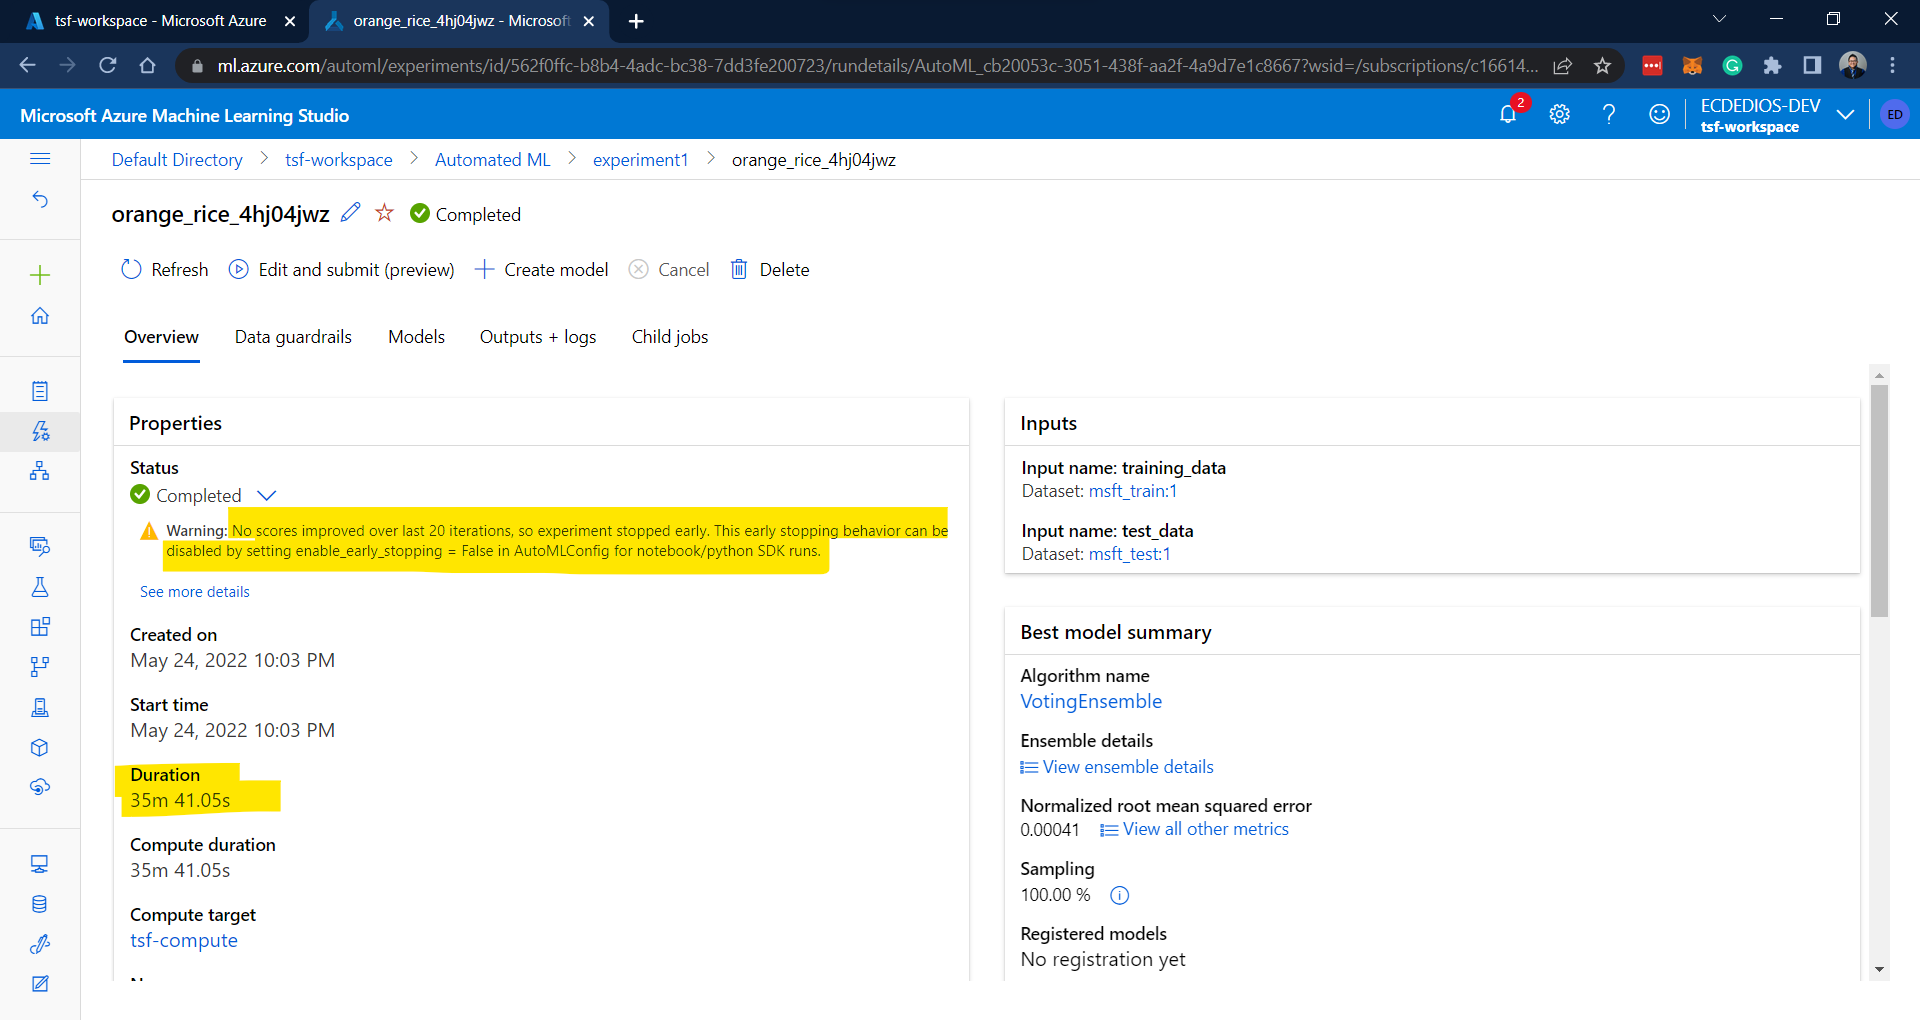 tsf-workspace - Microsoft Azure
orange_rice_4hj04jwz - Microsoft
ml.azure.com/automl/experiments/id/562f0ffc-b8b4-4adc-bc38-7dd3fe200723/rundetails/AutoML_cb20053c-3051-438f-aa2f-4a9d7e1c8667?wsid=/subscriptions/c16614...
Microsoft Azure Machine Learning Studio
2
ECDEDIOS-DEV
tsf-workspace
ED
Default Directory > tsf-workspace > Automated ML > experiment1 > orange_rice_4hj04jwz
orange_rice_4hj04jwz Completed
Refresh Edit and submit (preview) Create model Cancel Delete
Overview Data guardrails Models Outputs + logs Child jobs
Properties
Status
Completed
Warning: No scores improved over last 20 iterations, so experiment stopped early. This early stopping behavior can be
disabled by setting enable_early_stopping = False in AutoMLConfig for notebook/python SDK runs.
See more details
Created on
May 24, 2022 10:03 PM
Start time
May 24, 2022 10:03 PM
Duration
35m 41.05s
Compute duration
35m 41.05s
Compute target
tsf-compute
Inputs
Input name: training_data
Dataset: msft_train:1
Input name: test_data
Dataset: msft_test:1
Best model summary
Algorithm name
VotingEnsemble
Ensemble details
View ensemble details
Normalized root mean squared error
0.00041 View all other metrics
Sampling
100.00 %
Registered models
No registration yet